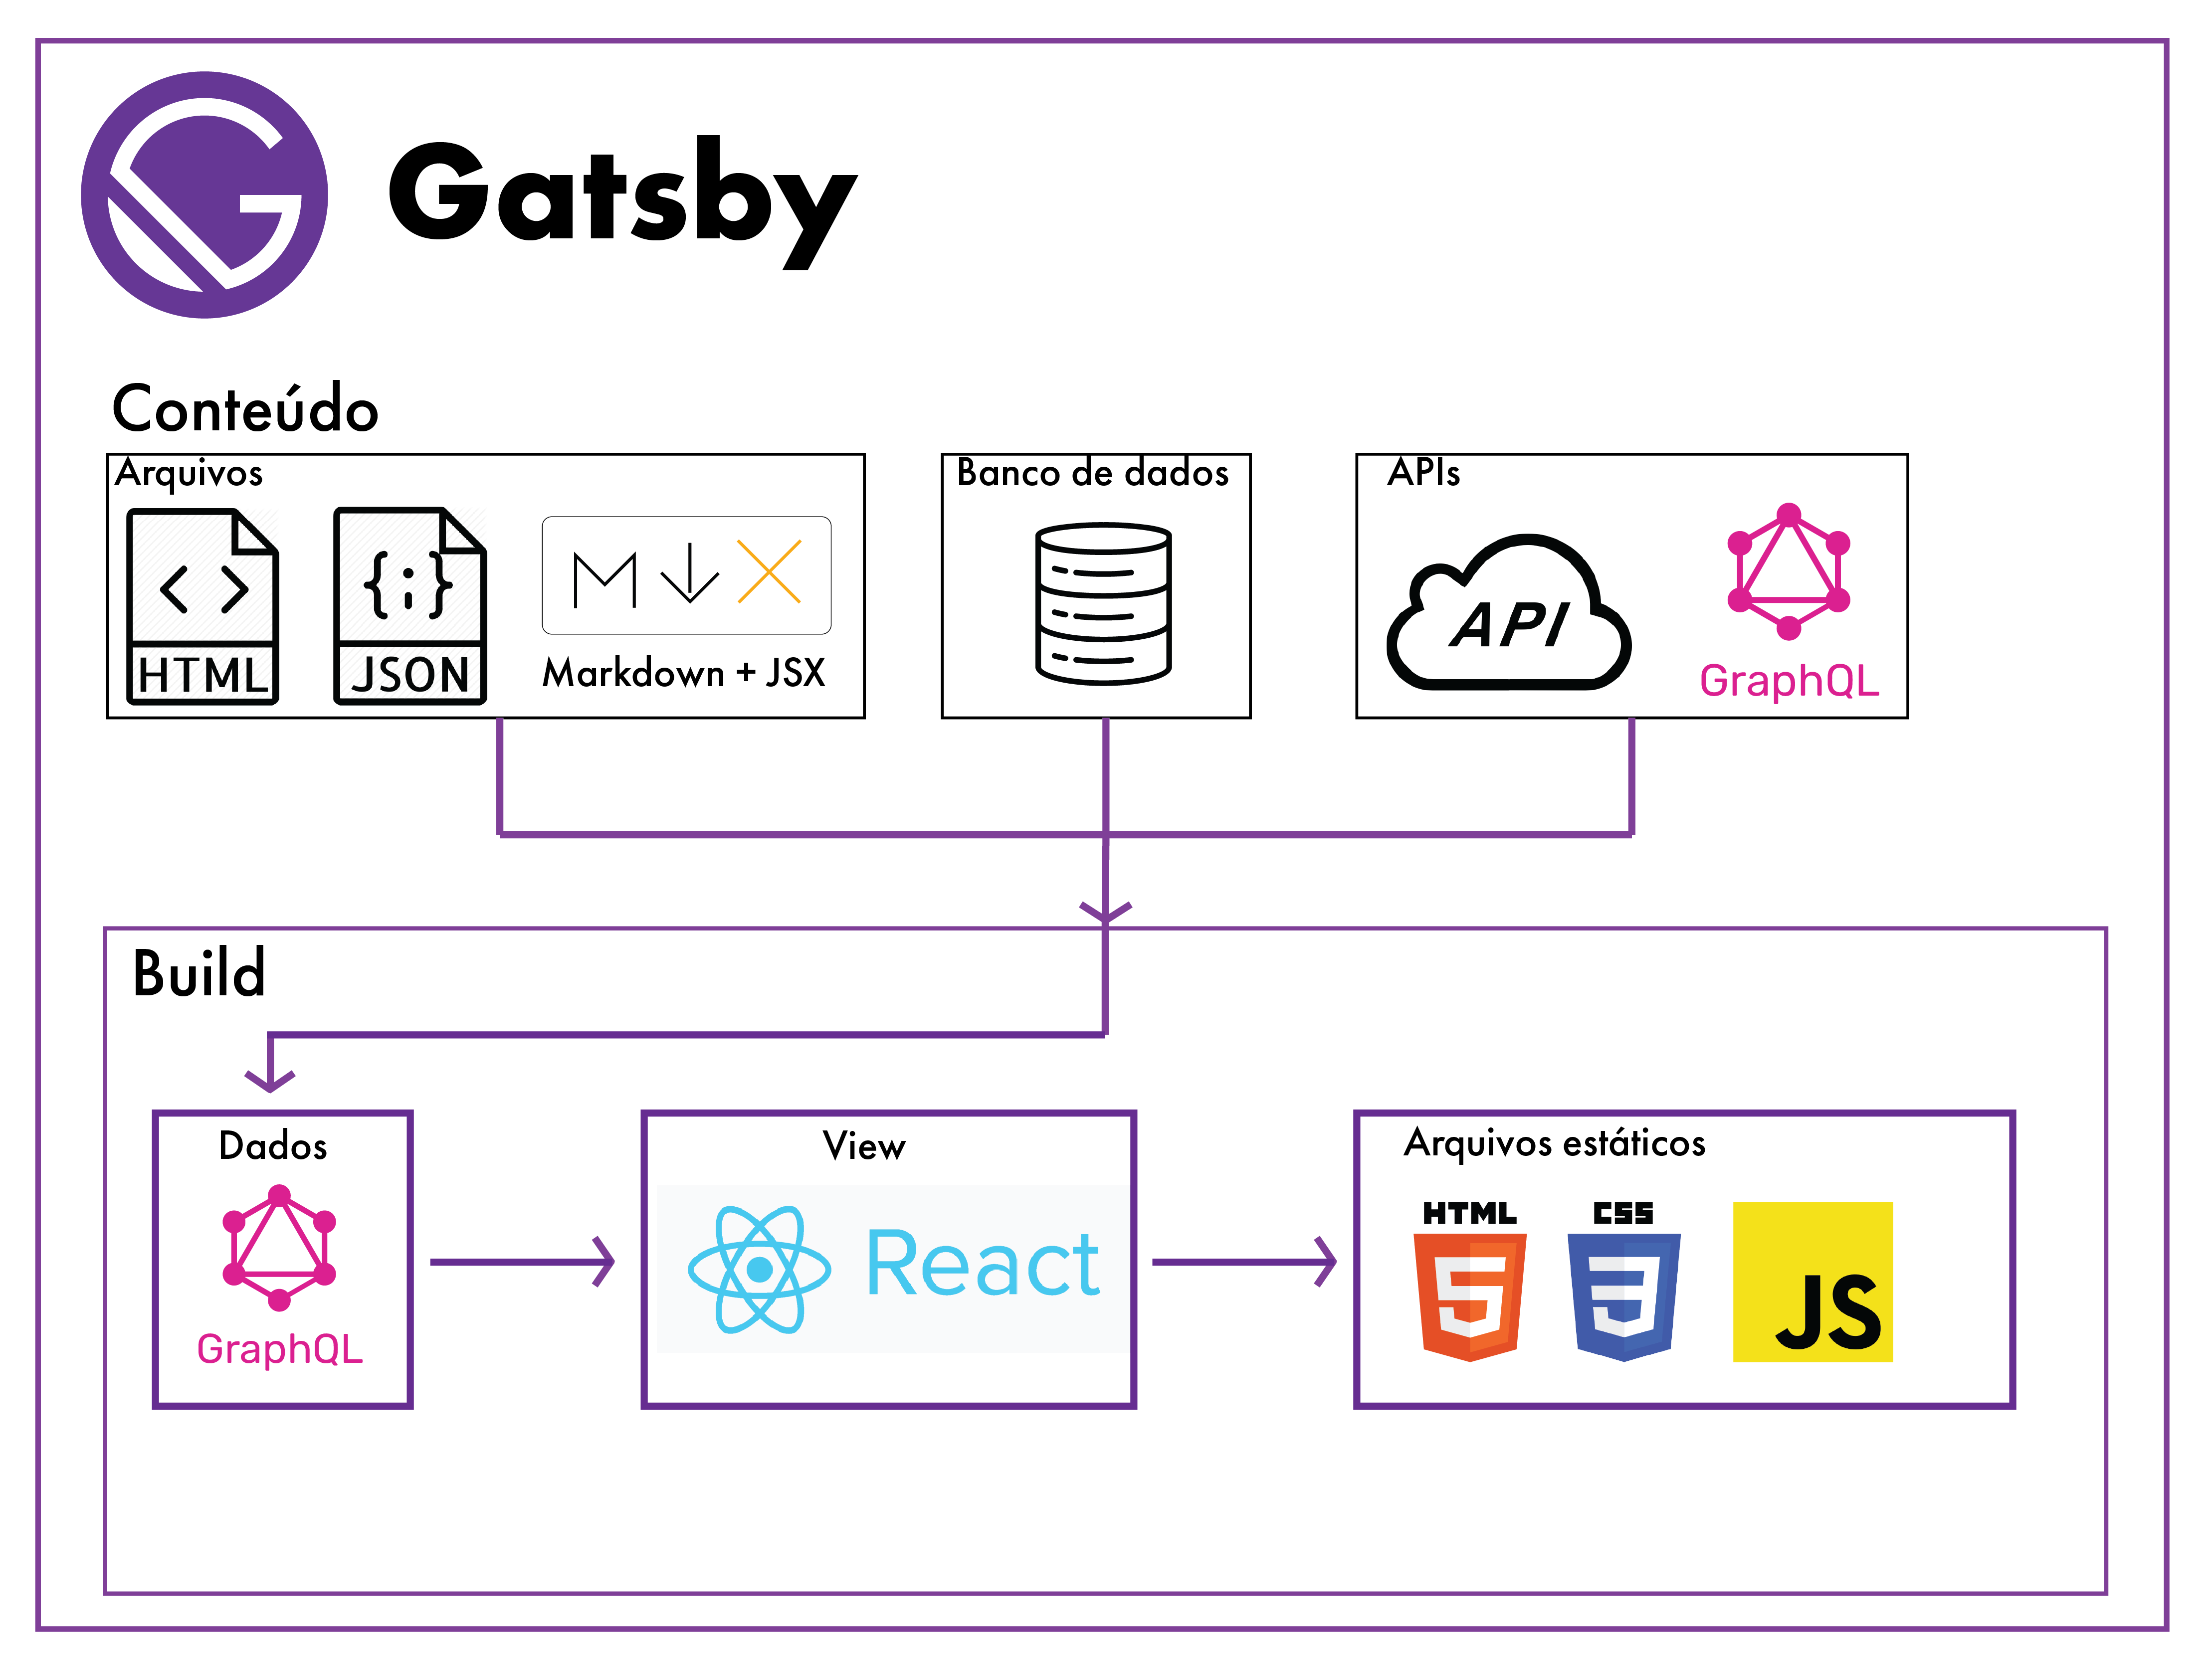 Gatsby
Conteúdo
Arquivos
HTML
JSON
M X
Markdown + JSX
Banco de dados
APIs
API
GraphQL
Build
Dados
GraphQL
View
React
Arquivos estáticos
HTML
5
CSS
3
JS